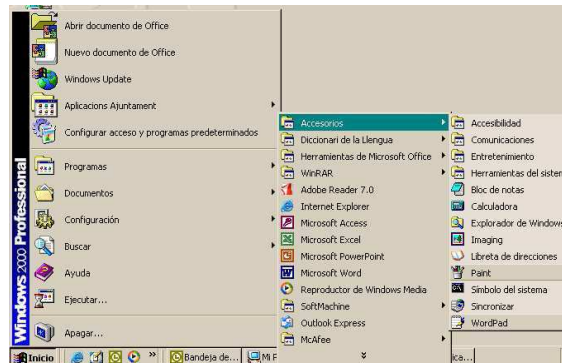 Abrir documento de Office
Nuevo documento de Office
Windows Update
Aplicacions Ajuntament
Configurar acceso y programas predeterminados
Programas
Documentos
Configuración
Buscar
Ayuda
Ejecutar...
Apagar...
Windows 2000 Professional
Accesorios
Diccionari de la Llengua
Herramientas de Microsoft Office
WinRAR
Adobe Reader 7.0
Internet Explorer
Microsoft Access
Microsoft Excel
Microsoft PowerPoint
Microsoft Word
Reproductor de Windows Media
SoftMachine
Outlook Express
McAfee
Accesibilidad
Comunicaciones
Entretenimiento
Herramientas del sistem
Bloc de notas
Calculadora
Explorador de Windows
Imaging
Libreta de direcciones
Paint
Símbolo del sistema
Sincronizar
WordPad
Inicio
Bandeja de...
ica...